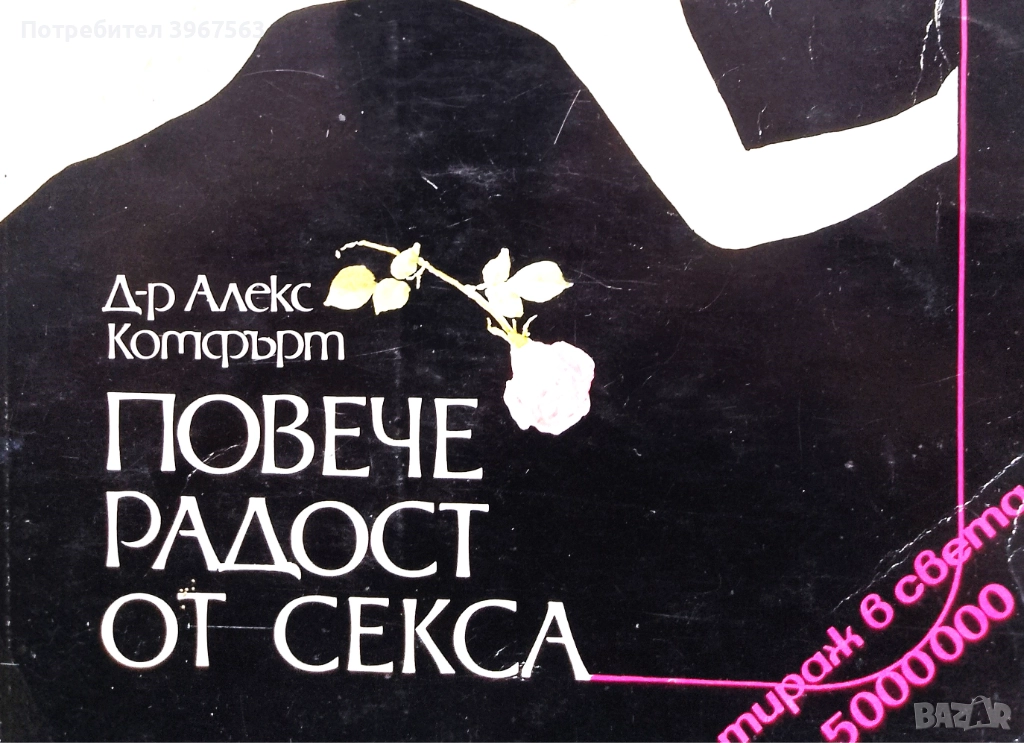 Потребител 3967563
Д-р Алекс
Комфърт
ПОВЕЧЕ
РАДОСТ
ОТ СЕКСА
тираж в света
5000000
BAZAR